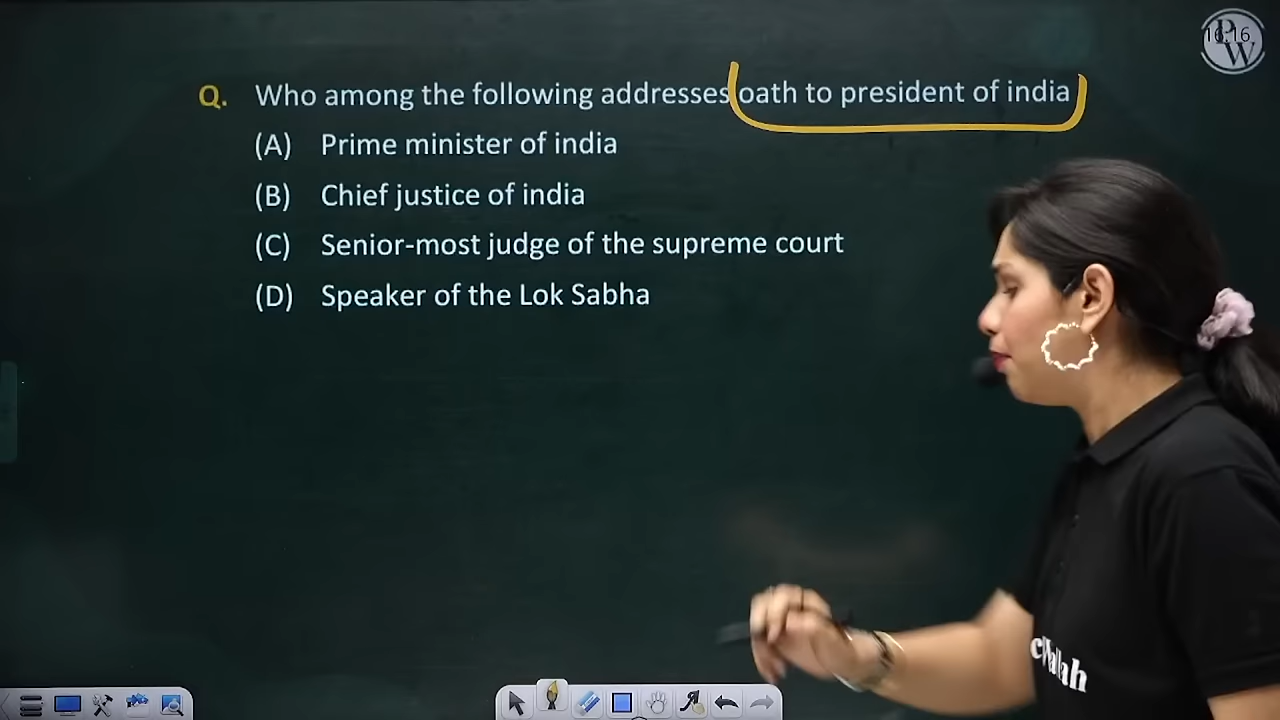 Q. Who among the following addresses oath to president of india
(A) Prime minister of india
(B) Chief justice of india
(C) Senior-most judge of the supreme court
(D) Speaker of the Lok Sabha
PW